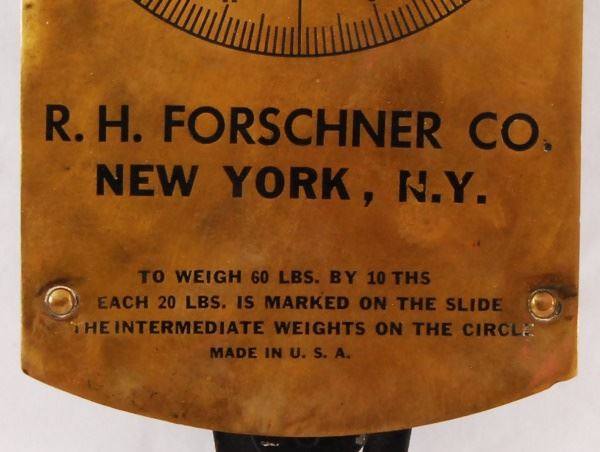 R. H. FORSCHNER CO.
NEW YORK, N.Y.
TO WEIGH 60 LBS. BY 10 THS
EACH 20 LBS. IS MARKED ON THE SLIDE
THE INTERMEDIATE WEIGHTS ON THE CIRCLE
MADE IN U. S. A.